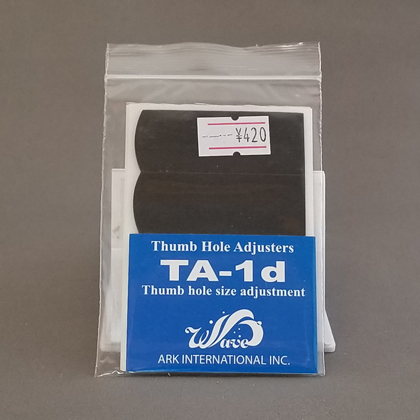 ¥420
Thumb Hole Adjusters
TA-1d
Thumb hole size adjustment
Wave
ARK INTERNATIONAL INC.